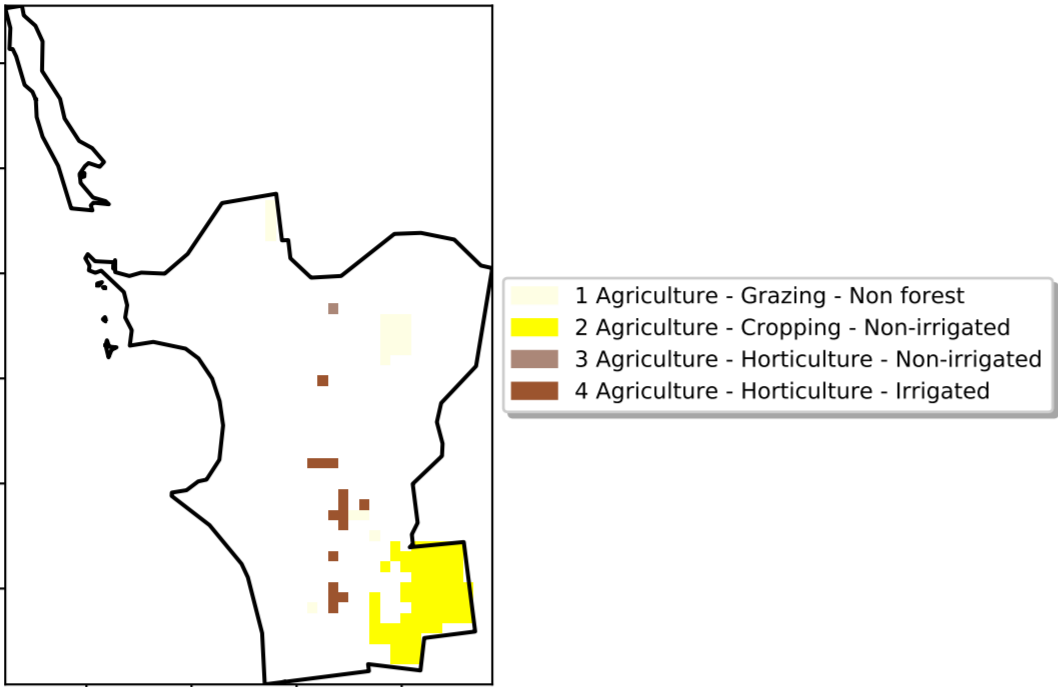 1 Agriculture - Grazing - Non forest
2 Agriculture - Cropping - Non-irrigated
3 Agriculture - Horticulture - Non-irrigated
4 Agriculture - Horticulture - Irrigated